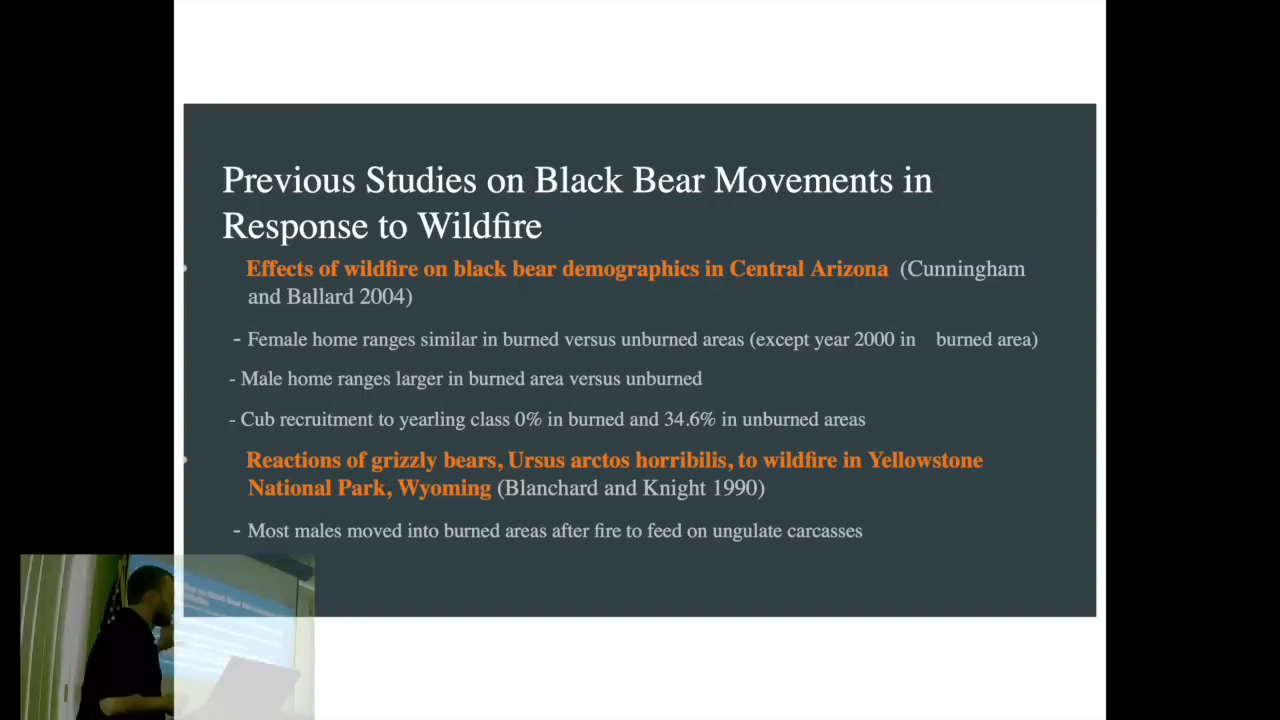 Previous Studies on Black Bear Movements in
Response to Wildfire
Effects of wildfire on black bear demographics in Central Arizona (Cunningham
and Ballard 2004)
- Female home ranges similar in burned versus unburned areas (except year 2000 in burned area)
- Male home ranges larger in burned area versus unburned
- Cub recruitment to yearling class 0% in burned and 34.6% in unburned areas
Reactions of grizzly bears, Ursus arctos horribilis, to wildfire in Yellowstone
National Park, Wyoming (Blanchard and Knight 1990)
- Most males moved into burned areas after fire to feed on ungulate carcasses